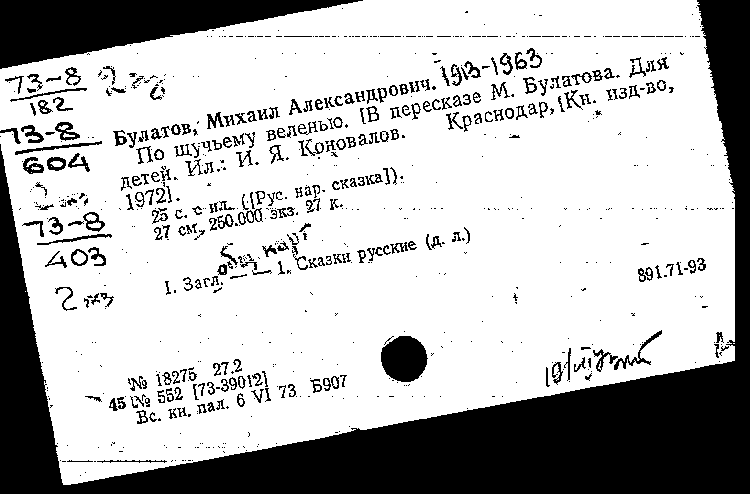 73-8
182
2 экз
73-8
604
2 экз
73-8
403
2 экз
Булатов, Михаил Александрович. 1913-1963
По щучьему веленью. [В пересказе М. Булатова. Для
детей. Ил.: И. Я. Коновалов. Краснодар, [Кн. изд-во,
1972].
25 с. с ил. ([Рус. нар. сказка]).
27 см, 250.000 экз. 27 к.
общ карт
I. Загл. — — 1. Сказки русские (д. л.)
891.71-93
№ 18275 27.2
45 [№ 552 [73-39012]
Вс. кн. пал. 6 VI 73 Б907